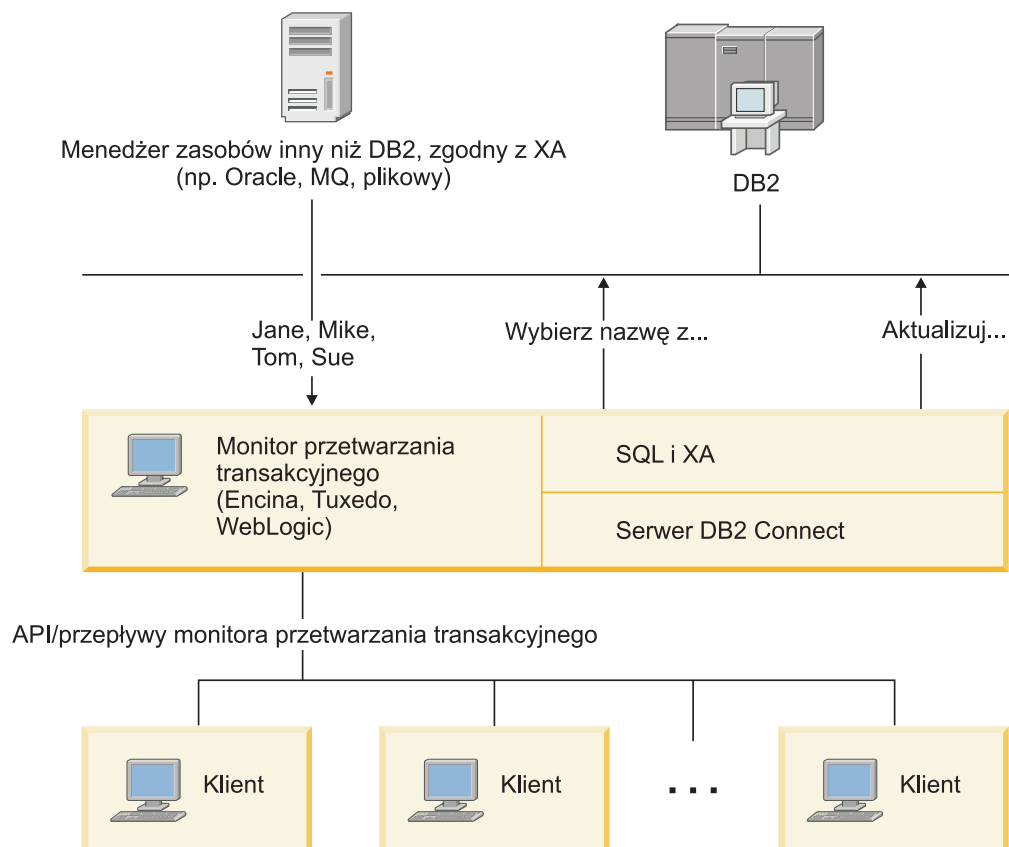 Menedżer zasobów inny niż DB2, zgodny z XA
(np. Oracle, MQ, plikowy)
DB2
Jane, Mike,
Tom, Sue
Wybierz nazwę z...
Aktualizuj...
Monitor przetwarzania
transakcyjnego
(Encina, Tuxedo,
WebLogic)
SQL i XA
Serwer DB2 Connect
API/przepływy monitora przetwarzania transakcyjnego
Klient
Klient
...
Klient